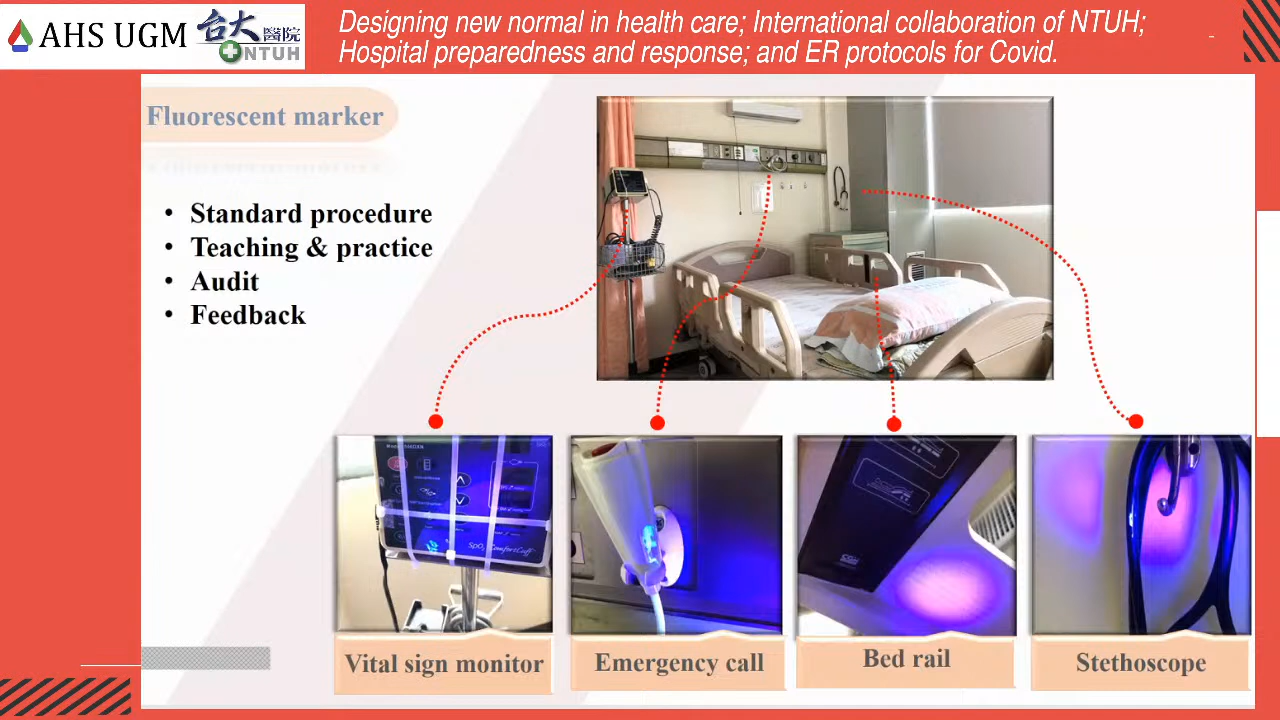 AHS UGM
台大醫院
NTUH
Designing new normal in health care; International collaboration of NTUH;
Hospital preparedness and response; and ER protocols for Covid.
Fluorescent marker
• Standard procedure
• Teaching & practice
• Audit
• Feedback
SpO2 ComfortCuff
Vital sign monitor
Emergency call
Bed rail
Stethoscope